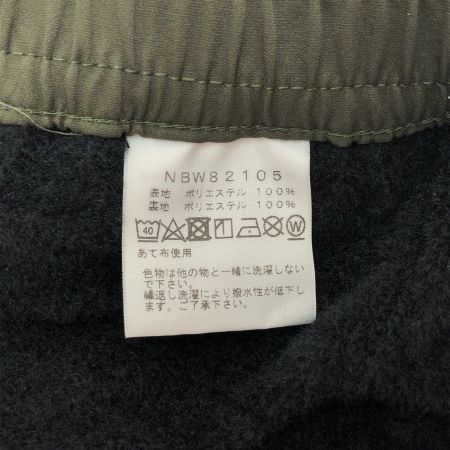 NBW82105
表地 ポリエステル 100%
裏地 ポリエステル 100%
40 W
あて布使用
色物は他の物と一緒に洗濯しない
で下さい。
繰返し洗濯により撥水性が低下し
ます。ご了承下さい。